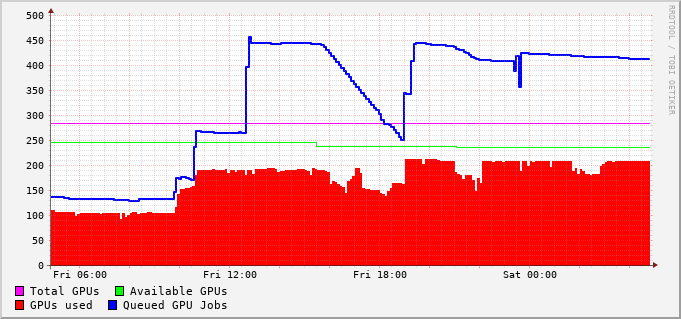 500
450
400
350
300
250
200
150
100
50
0
Fri 06:00 Fri 12:00 Fri 18:00 Sat 00:00
Total GPUs Available GPUs
GPUs used Queued GPU Jobs
RRDTOOL / TOBI OETIKER